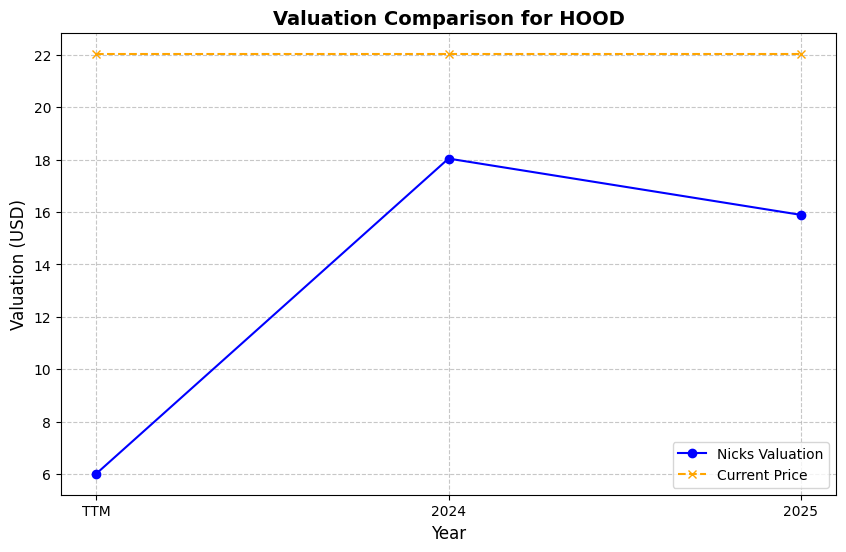 Valuation Comparison for HOOD
Valuation (USD)
22
20
18
16
14
12
10
8
6
TTM
2024
2025
Year
Nicks Valuation
Current Price